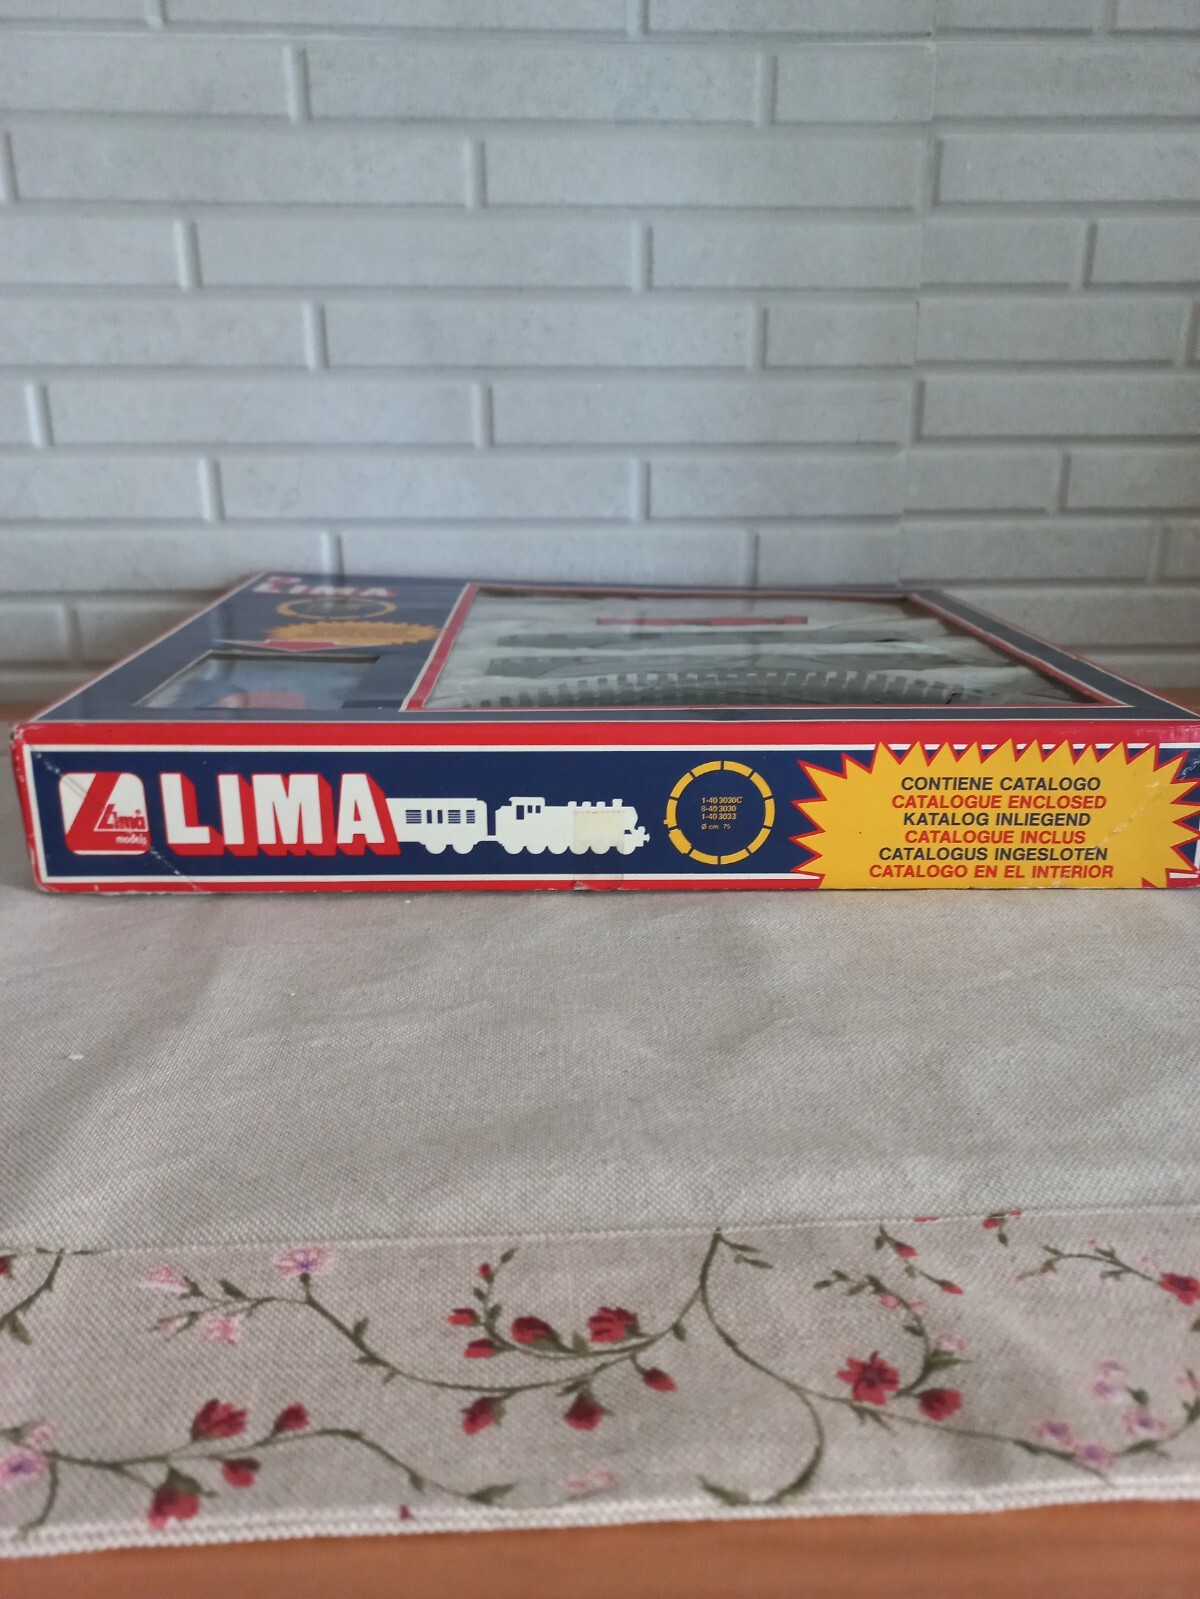 LIMA
Lima
models
LIMA
1-40 3030C
8-40 3030
1-40 3033
Ø cm. 75
CONTIENE CATALOGO
CATALOGUE ENCLOSED
KATALOG INLIEGEND
CATALOGUE INCLUS
CATALOGUS INGESLOTEN
CATALOGO EN EL INTERIOR